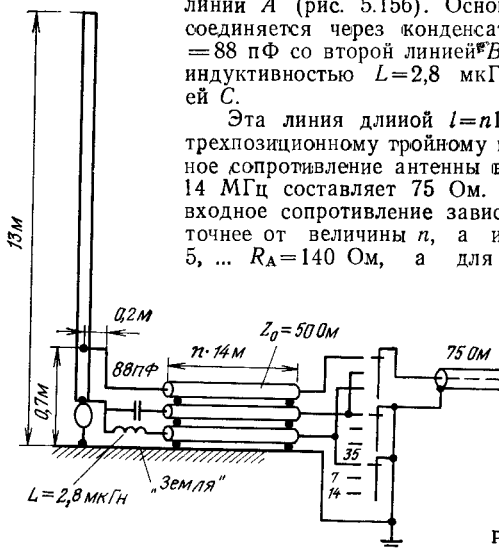 линии A (рис. 5.15б). Осно
соединяется через конденса
=88 пФ со второй линией B
индуктивностью L=2,8 мкГ
ей C.
Эта линия длиной l=n1
трехпозиционному тройному
ное сопротивление антенны
14 МГц составляет 75 Ом.
входное сопротивление завис
точнее от величины n, а и
5, ... RА=140 Ом, а для
13м
0,2м
0,7м
88пФ
n·14м
Z₀=50Ом
75Ом
35
7
14
L=2,8мкГн
"Земля"